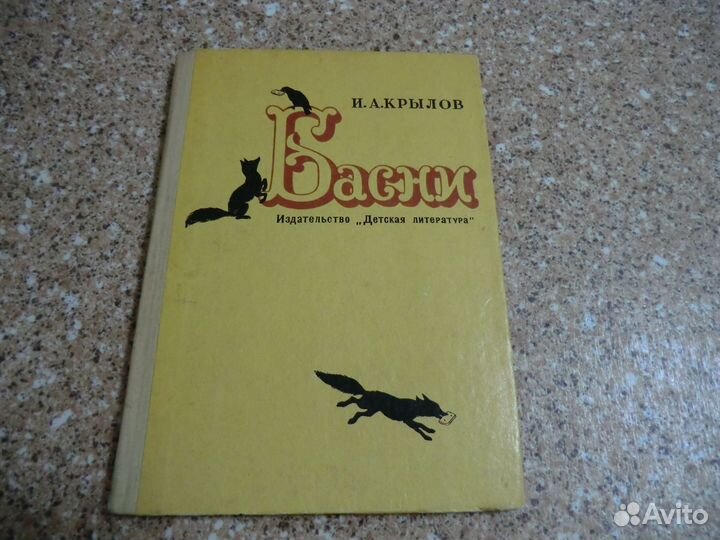 И. А. КРЫЛОВ
Басни
Издательство „Детская литература"
Avito